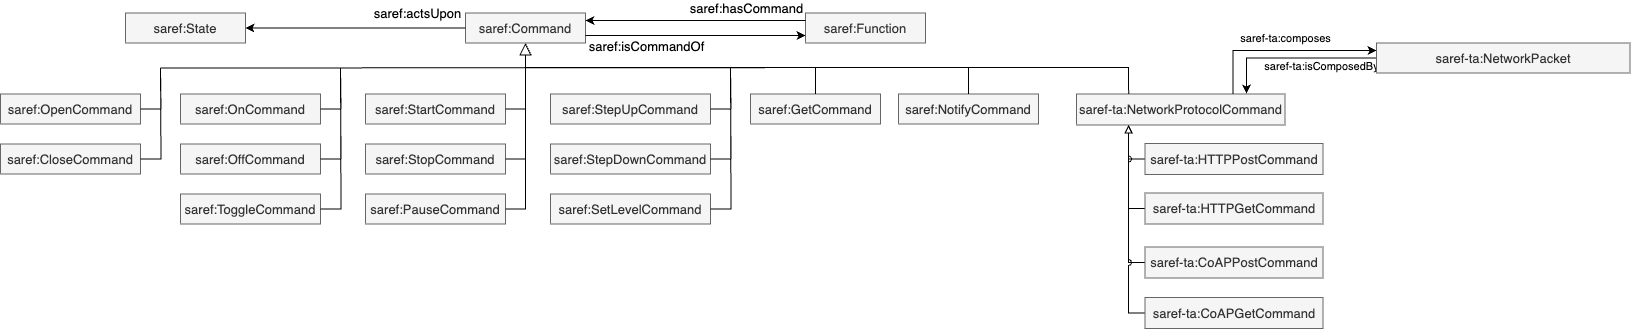 saref:actsUpon
saref:hasCommand
saref:State
saref:Command
saref:Function
saref:isCommandOf
saref-ta:composes
saref-ta:NetworkPacket
saref-ta:isComposedBy
saref:OpenCommand
saref:OnCommand
saref:StartCommand
saref:StepUpCommand
saref:GetCommand
saref:NotifyCommand
saref-ta:NetworkProtocolCommand
saref:CloseCommand
saref:OffCommand
saref:StopCommand
saref:StepDownCommand
saref-ta:HTTPPostCommand
saref:ToggleCommand
saref:PauseCommand
saref:SetLevelCommand
saref-ta:HTTPGetCommand
saref-ta:CoAPPostCommand
saref-ta:CoAPGetCommand